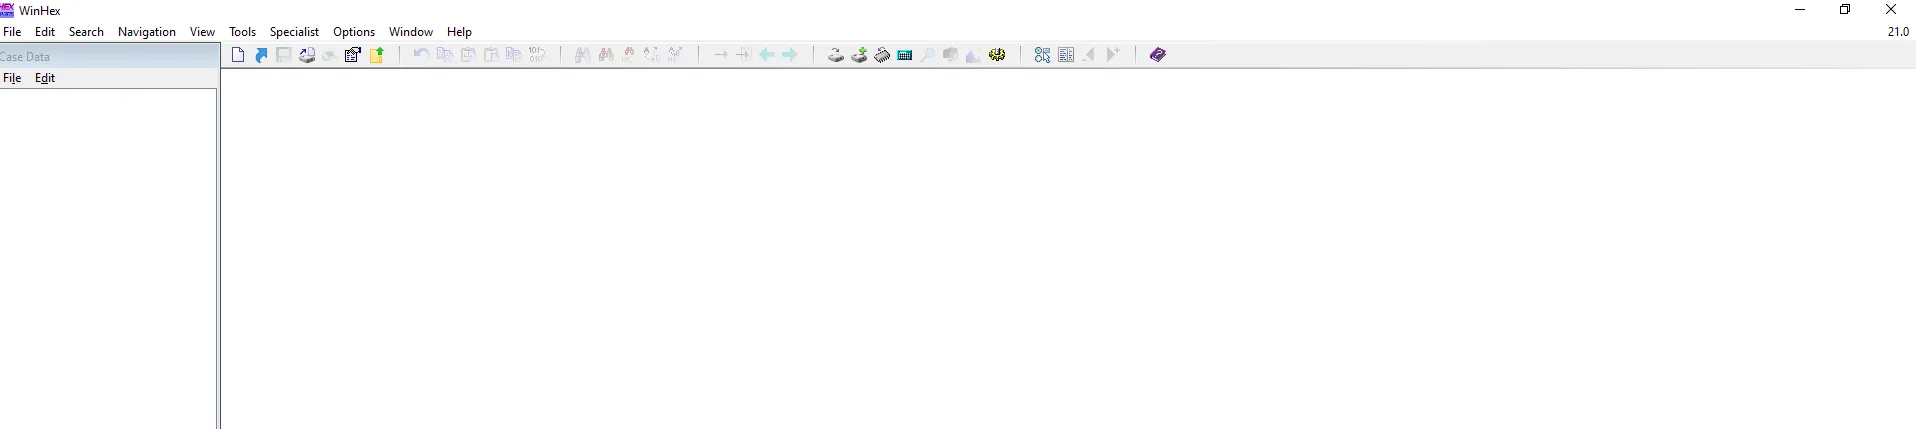 WinHex
File Edit Search Navigation View Tools Specialist Options Window Help 21.0
Case Data
File Edit